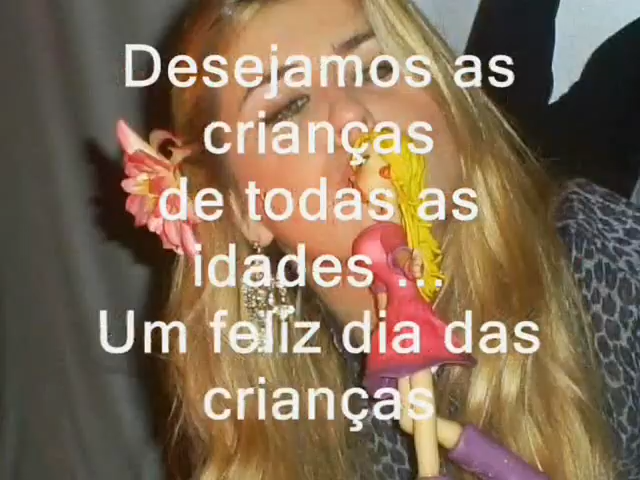 Desejamos as
crianças
de todas as
idades ...
Um feliz dia das
crianças